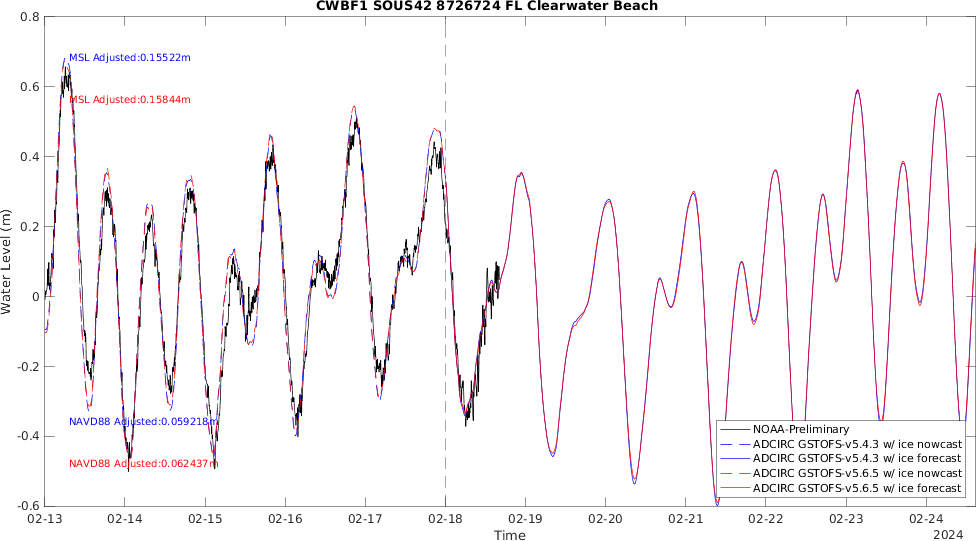 CWBF1 SOUS42 8726724 FL Clearwater Beach
0.8
0.6
0.4
0.2
0
-0.2
-0.4
-0.6
Water Level (m)
MSL Adjusted:0.15522m
MSL Adjusted:0.15844m
NAVD88 Adjusted:0.059218m
NAVD88 Adjusted:0.062437m
NOAA-Preliminary
ADCIRC GSTOFS-v5.4.3 w/ ice nowcast
ADCIRC GSTOFS-v5.4.3 w/ ice forecast
ADCIRC GSTOFS-v5.6.5 w/ ice nowcast
ADCIRC GSTOFS-v5.6.5 w/ ice forecast
02-13 02-14 02-15 02-16 02-17 02-18 02-19 02-20 02-21 02-22 02-23 02-24
Time
2024